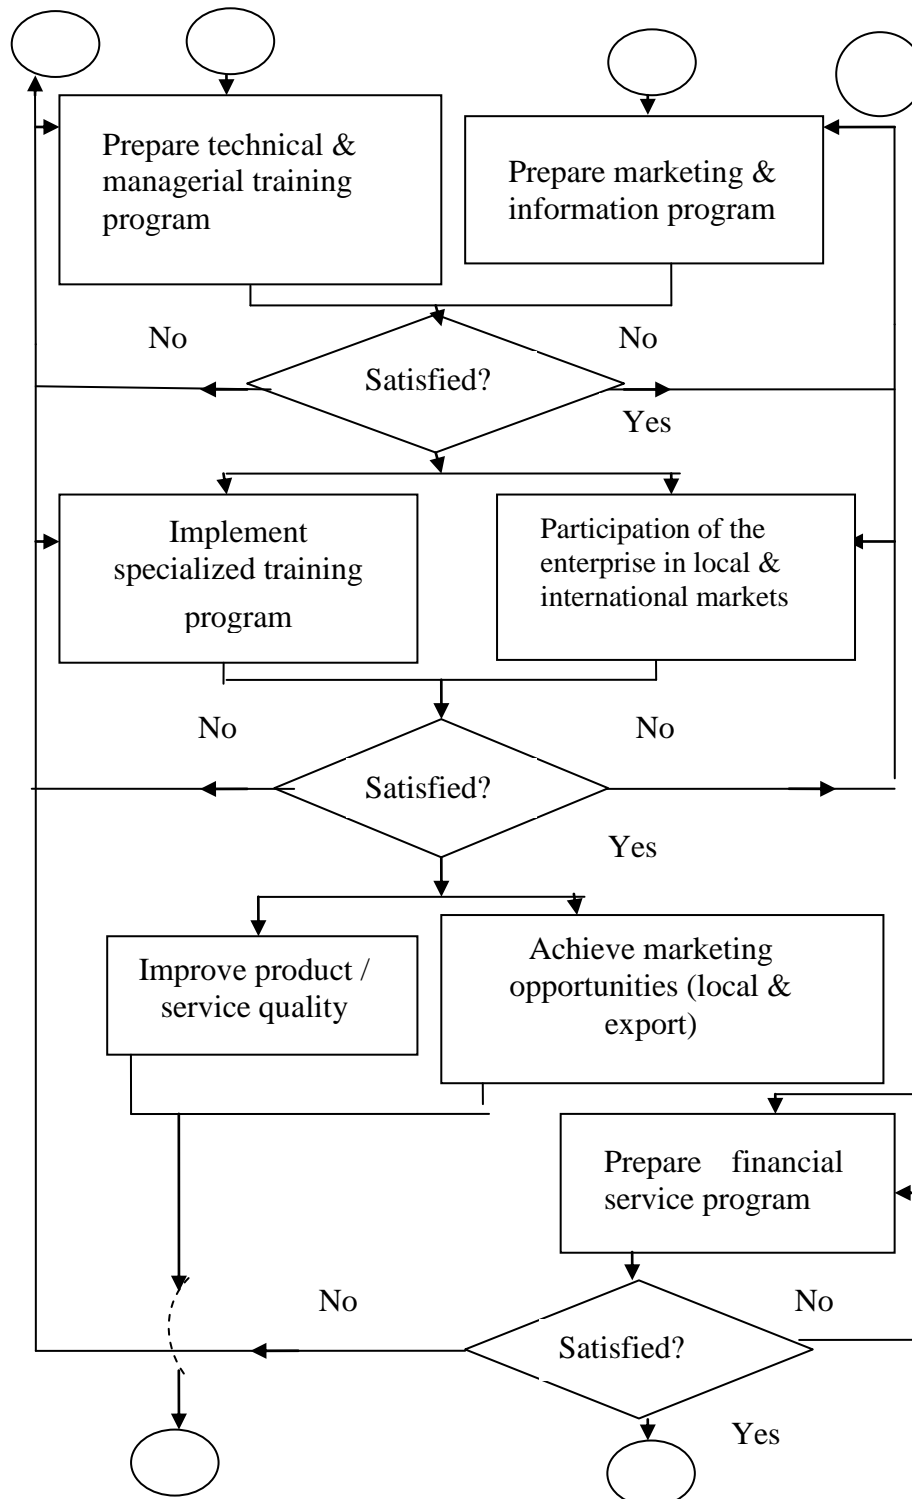 Prepare technical &
managerial training
program
Prepare marketing &
information program
No
No
Satisfied?
Yes
Implement
specialized training
program
Participation of the
enterprise in local &
international markets
No
No
Satisfied?
Yes
Improve product /
service quality
Achieve marketing
opportunities (local &
export)
Prepare financial
service program
No
No
Satisfied?
Yes